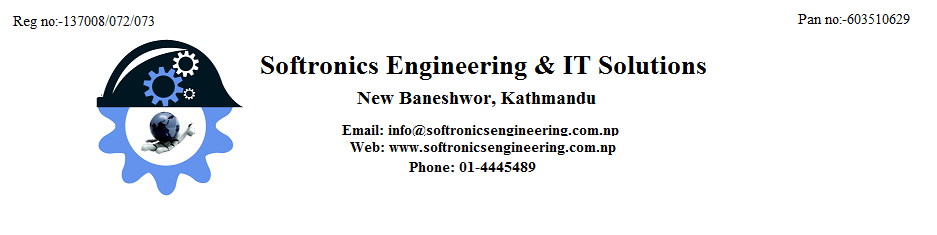 Reg no:-137008/072/073
Pan no:-603510629
Softronics Engineering & IT Solutions
New Baneshwor, Kathmandu
Email: info@softronicsengineering.com.np
Web: www.softronicsengineering.com.np
Phone: 01-4445489